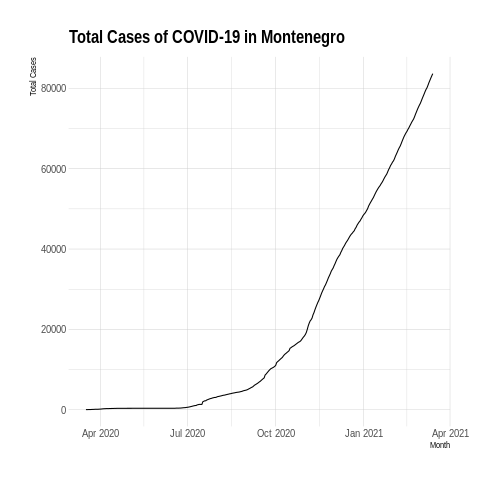 Total Cases of COVID-19 in Montenegro
Total Cases
80000
60000
40000
20000
0
Apr 2020 Jul 2020 Oct 2020 Jan 2021 Apr 2021
Month